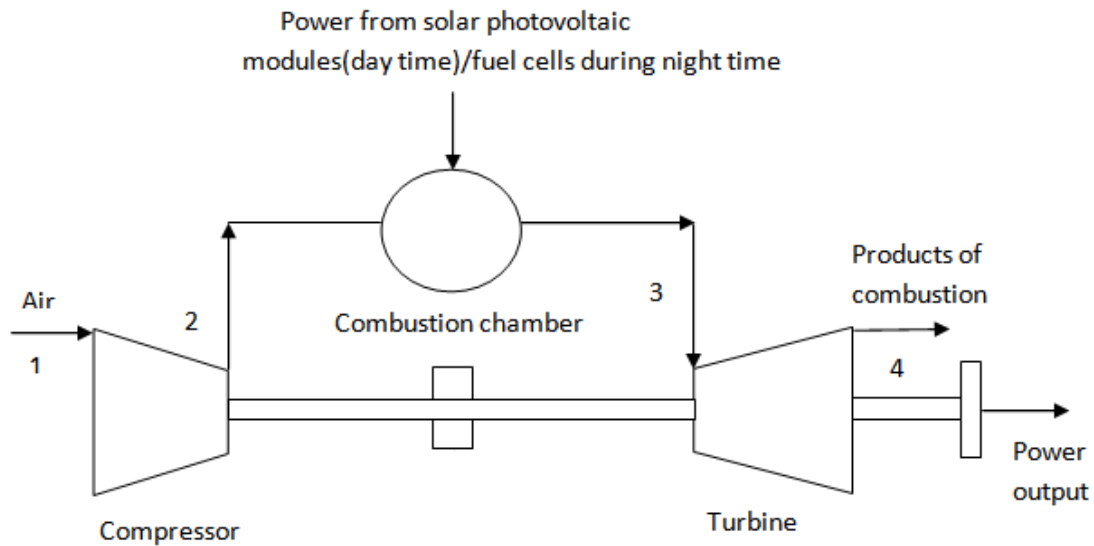 Power from solar photovoltaic
modules(day time)/fuel cells during night time
Air
1
2
Combustion chamber
3
Products of
combustion
4
Power
output
Compressor
Turbine